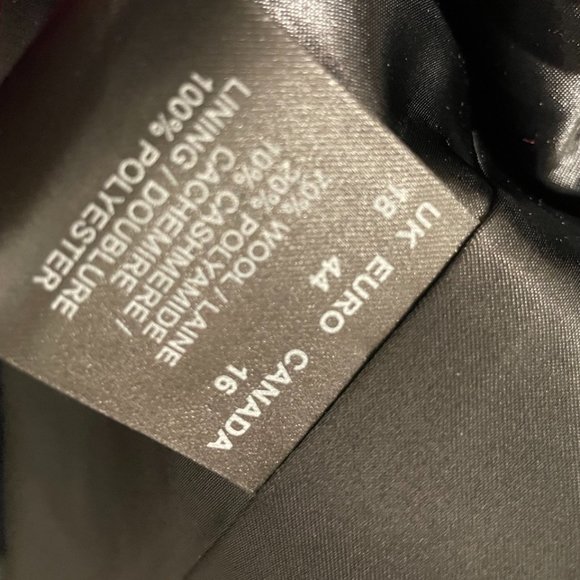 UK EURO CANADA
18 44 16
70% WOOL / LAINE
20% POLYAMIDE
10% CASHMERE /
CACHEMIRE
LINING / DOUBLURE
100% POLYESTER